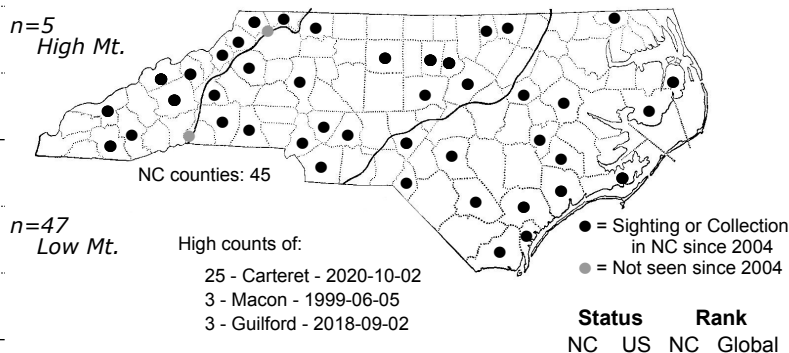 n=5
High Mt.
NC counties: 45
n=47
Low Mt.
High counts of:
25 - Carteret - 2020-10-02
3 - Macon - 1999-06-05
3 - Guilford - 2018-09-02
= Sighting or Collection
in NC since 2004
= Not seen since 2004
Status Rank
NC US NC Global